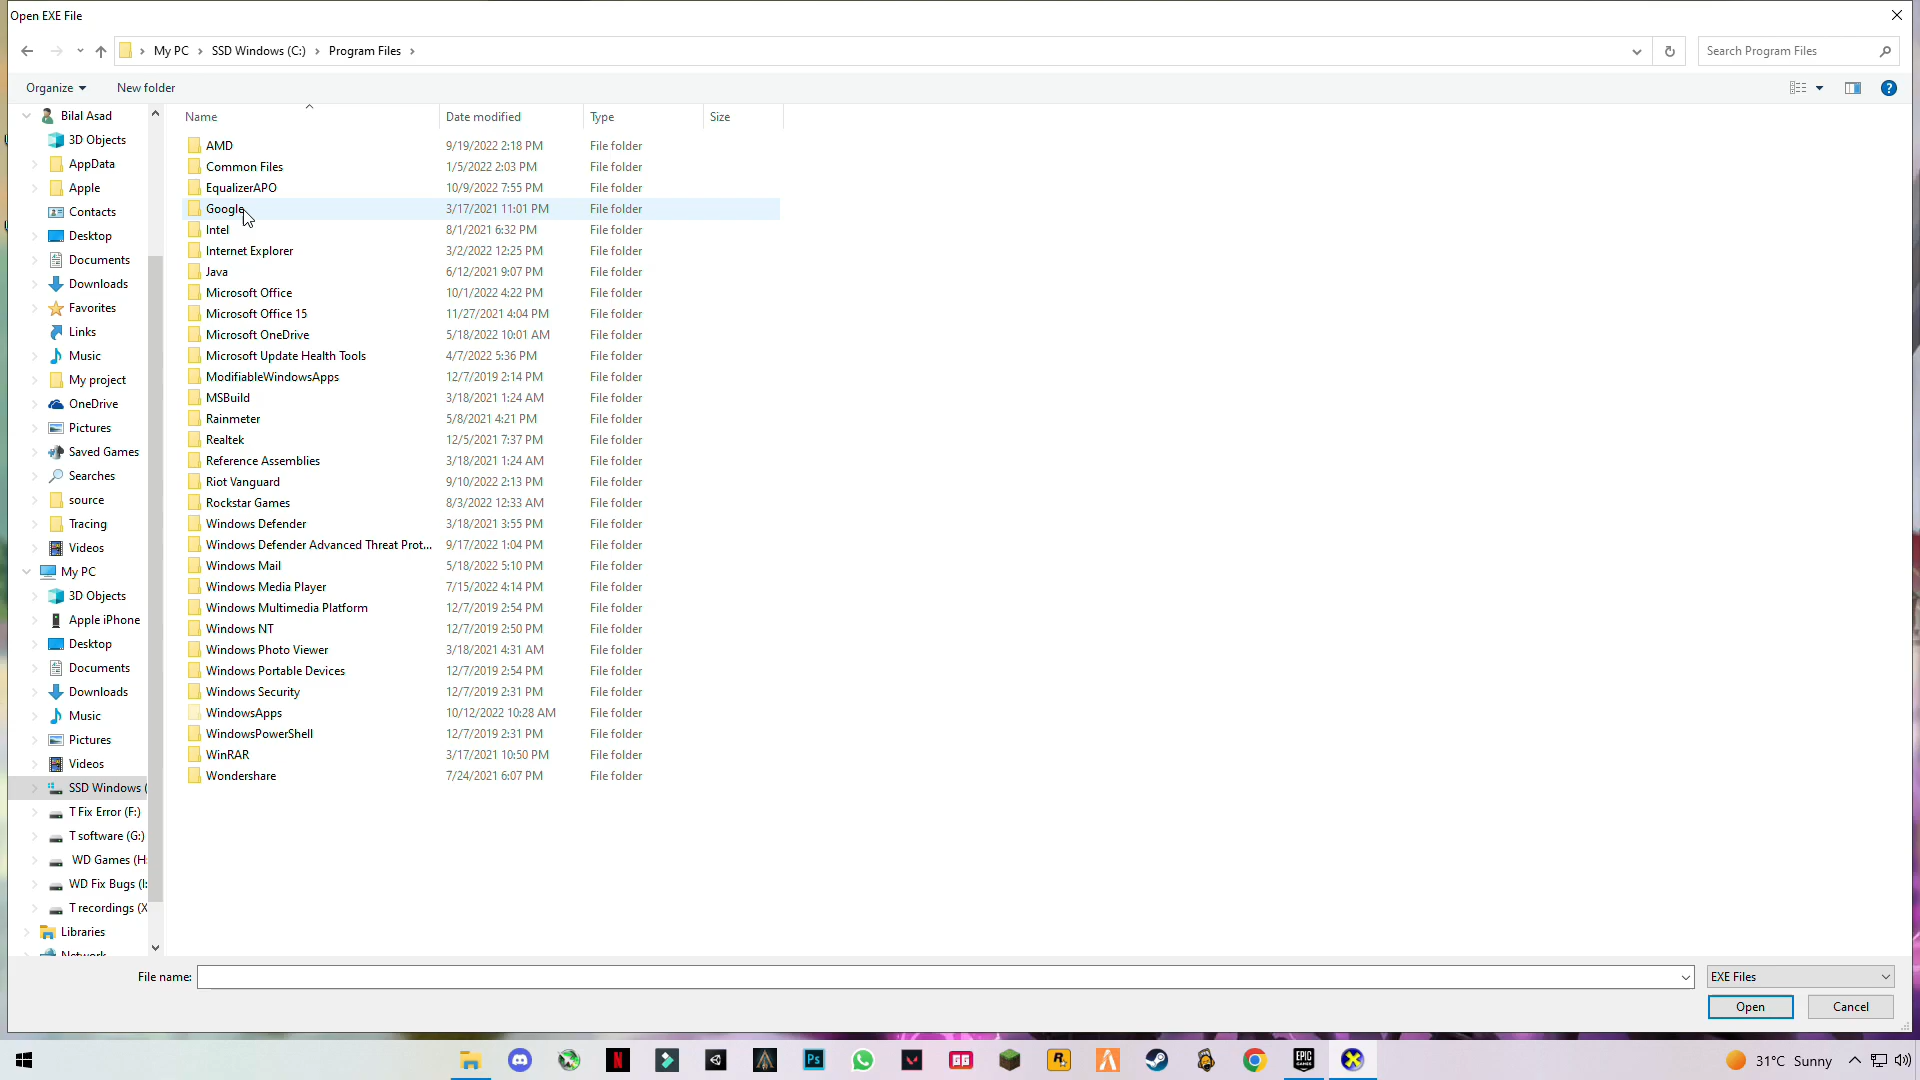 Open EXE File
My PC
SSD Windows (C:)
Program Files
Search Program Files
Organize
New folder
Name
Date modified
Type
Size
Bilal Asad
3D Objects
AppData
Apple
Contacts
Desktop
Documents
Downloads
Favorites
Links
Music
My project
OneDrive
Pictures
Saved Games
Searches
source
Tracing
Videos
My PC
3D Objects
Apple iPhone
Desktop
Documents
Downloads
Music
Pictures
Videos
SSD Windows (
T Fix Error (F:)
T software (G:)
WD Games (H:
WD Fix Bugs (I:
T recordings (X
Libraries
Network
AMD 9/19/2022 2:18 PM File folder
Common Files 1/5/2022 2:03 PM File folder
EqualizerAPO 10/9/2022 7:55 PM File folder
Google 3/17/2021 11:01 PM File folder
Intel 8/1/2021 6:32 PM File folder
Internet Explorer 3/2/2022 12:25 PM File folder
Java 6/12/2021 9:07 PM File folder
Microsoft Office 10/1/2022 4:22 PM File folder
Microsoft Office 15 11/27/2021 4:04 PM File folder
Microsoft OneDrive 5/18/2022 10:01 AM File folder
Microsoft Update Health Tools 4/7/2022 5:36 PM File folder
ModifiableWindowsApps 12/7/2019 2:14 PM File folder
MSBuild 3/18/2021 1:24 AM File folder
Rainmeter 5/8/2021 4:21 PM File folder
Realtek 12/5/2021 7:37 PM File folder
Reference Assemblies 3/18/2021 1:24 AM File folder
Riot Vanguard 9/10/2022 2:13 PM File folder
Rockstar Games 8/3/2022 12:33 AM File folder
Windows Defender 3/18/2021 3:55 PM File folder
Windows Defender Advanced Threat Prot... 9/17/2022 1:04 PM File folder
Windows Mail 5/18/2022 5:10 PM File folder
Windows Media Player 7/15/2022 4:14 PM File folder
Windows Multimedia Platform 12/7/2019 2:54 PM File folder
Windows NT 12/7/2019 2:50 PM File folder
Windows Photo Viewer 3/18/2021 4:31 AM File folder
Windows Portable Devices 12/7/2019 2:54 PM File folder
Windows Security 12/7/2019 2:31 PM File folder
WindowsApps 10/12/2022 10:28 AM File folder
WindowsPowerShell 12/7/2019 2:31 PM File folder
WinRAR 3/17/2021 10:50 PM File folder
Wondershare 7/24/2021 6:07 PM File folder
File name:
EXE Files
Open
Cancel
31°C Sunny